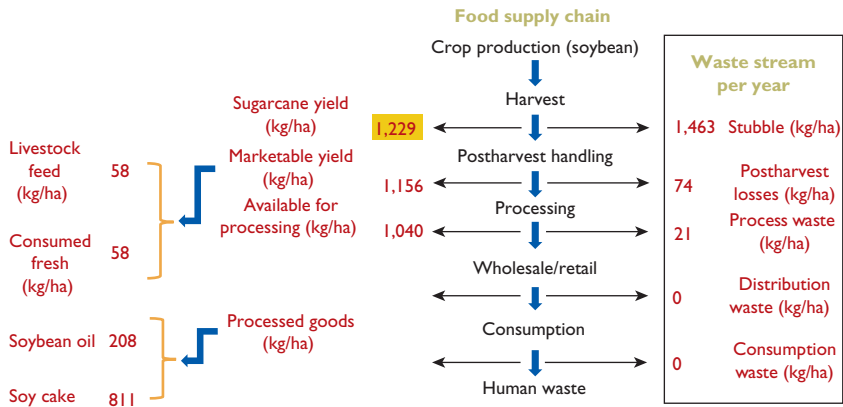 Food supply chain
Crop production (soybean)
Waste stream
per year
Harvest
Sugarcane yield
(kg/ha)
1,229
1,463 Stubble (kg/ha)
Livestock
feed
(kg/ha)
58
Marketable yield
(kg/ha)
1,156
Postharvest handling
74
Postharvest
losses (kg/ha)
Available for
processing (kg/ha)
1,040
Processing
21
Process waste
(kg/ha)
Consumed
fresh
(kg/ha)
58
Wholesale/retail
0
Distribution
waste (kg/ha)
Soybean oil 208
Processed goods
(kg/ha)
Consumption
0
Consumption
waste (kg/ha)
Soy cake 811
Human waste